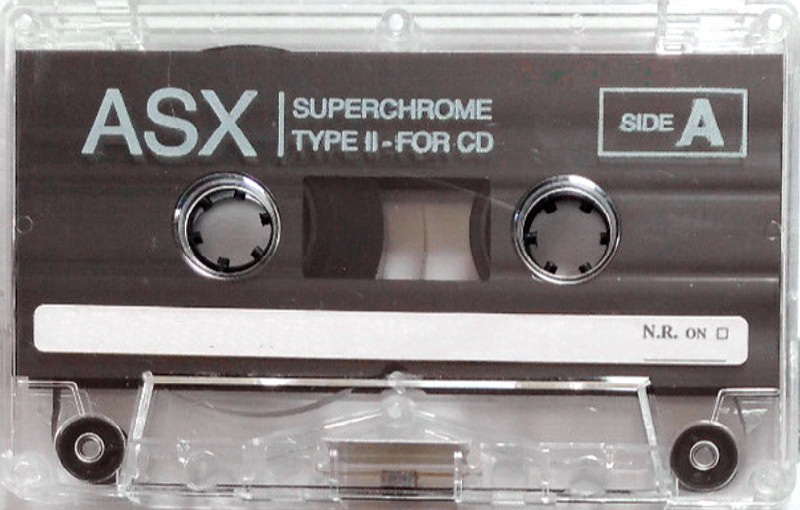 ASX
SUPERCHROME
TYPE II - FOR CD
SIDE A
N.R. ON